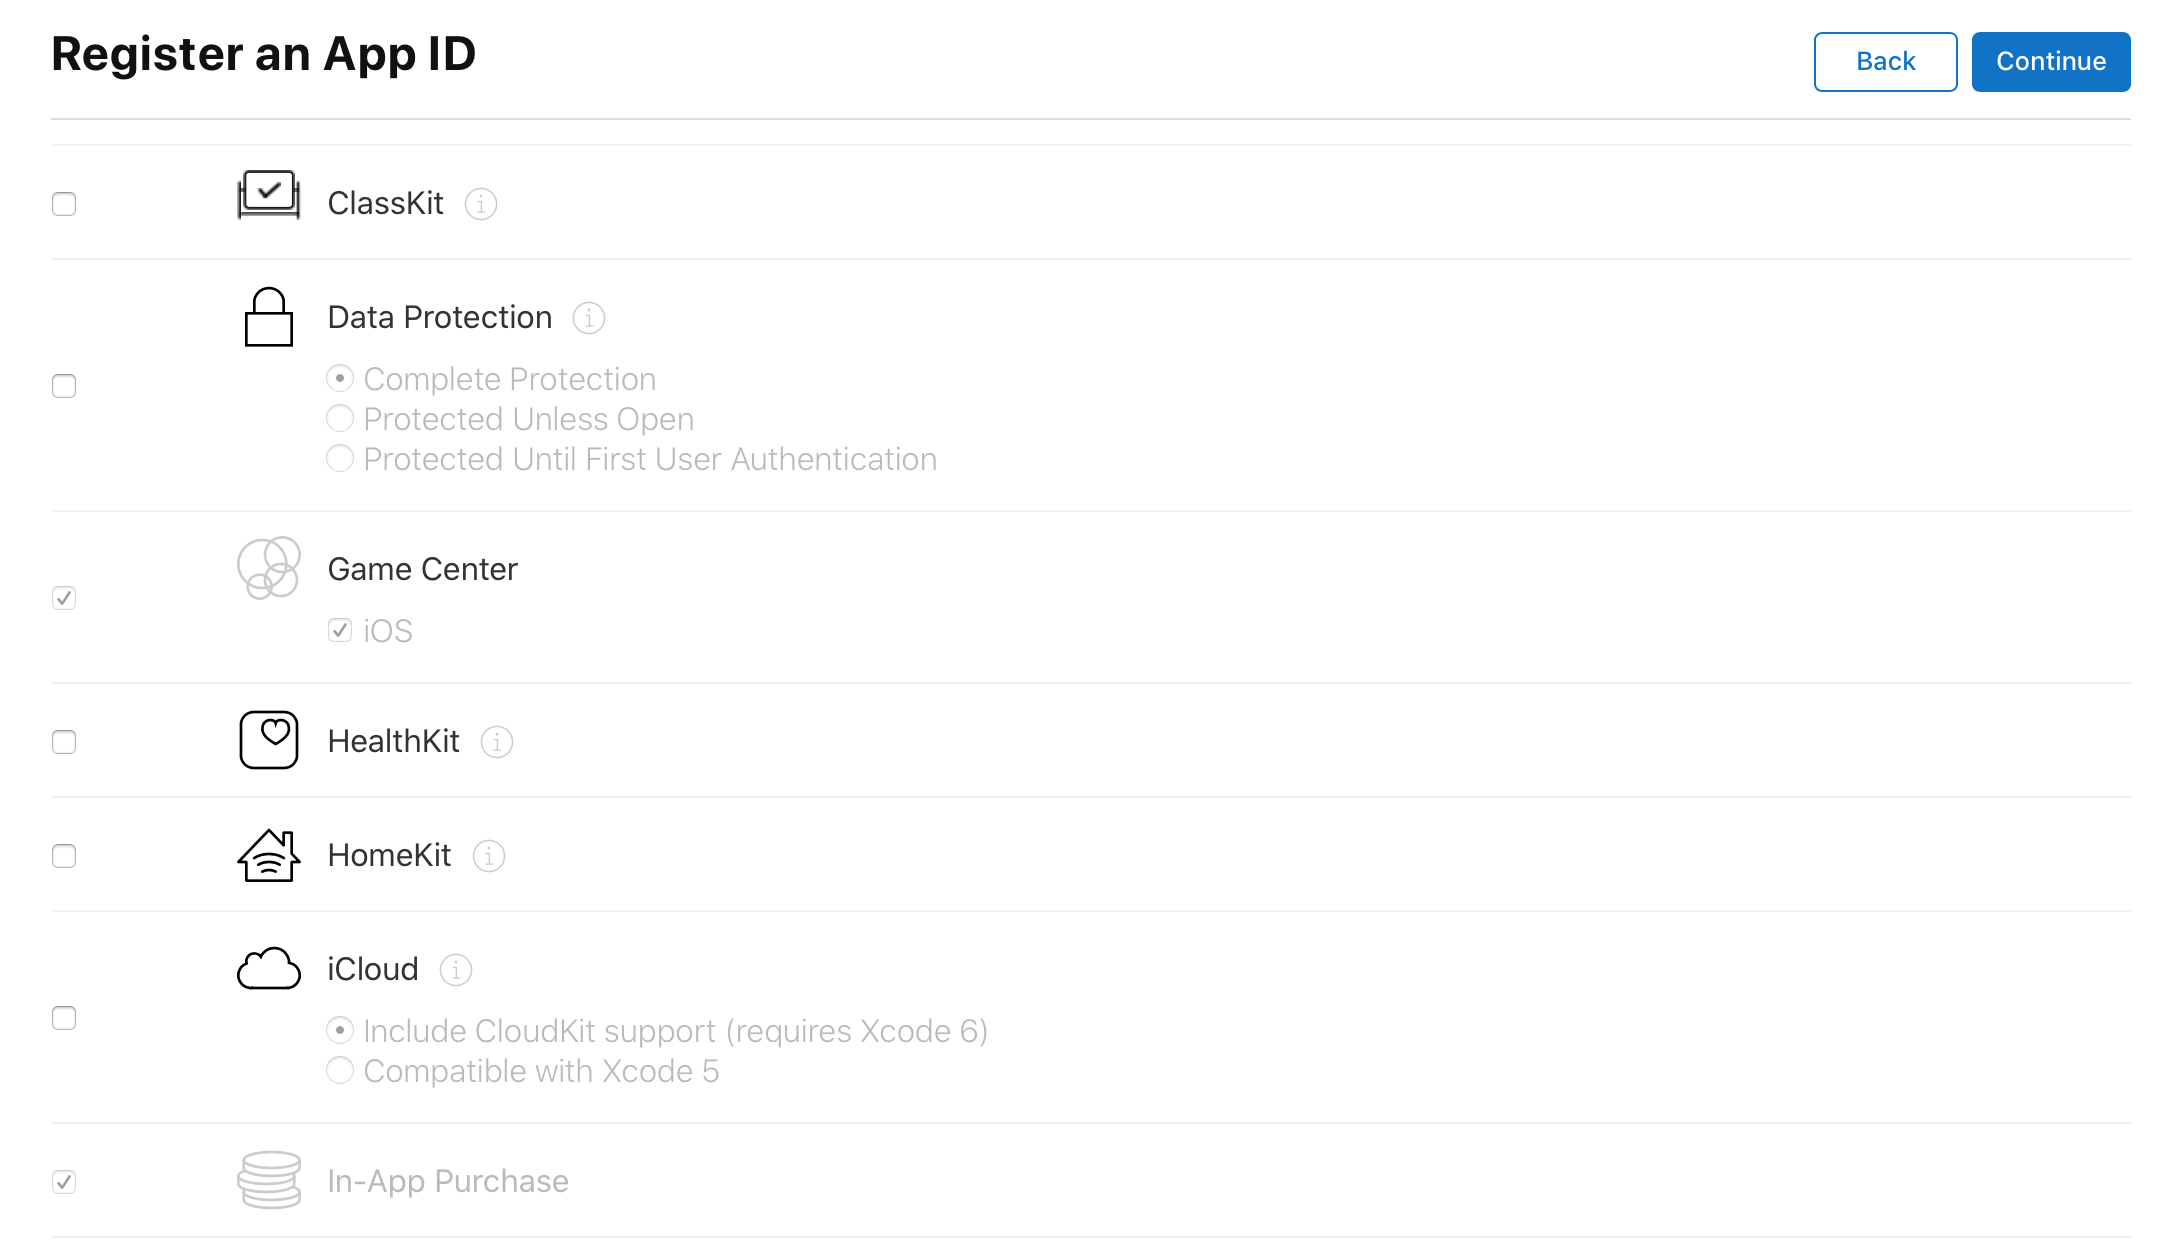 Register an App ID
Back
Continue
ClassKit
Data Protection
Complete Protection
Protected Unless Open
Protected Until First User Authentication
Game Center
iOS
HealthKit
HomeKit
iCloud
Include CloudKit support (requires Xcode 6)
Compatible with Xcode 5
In-App Purchase